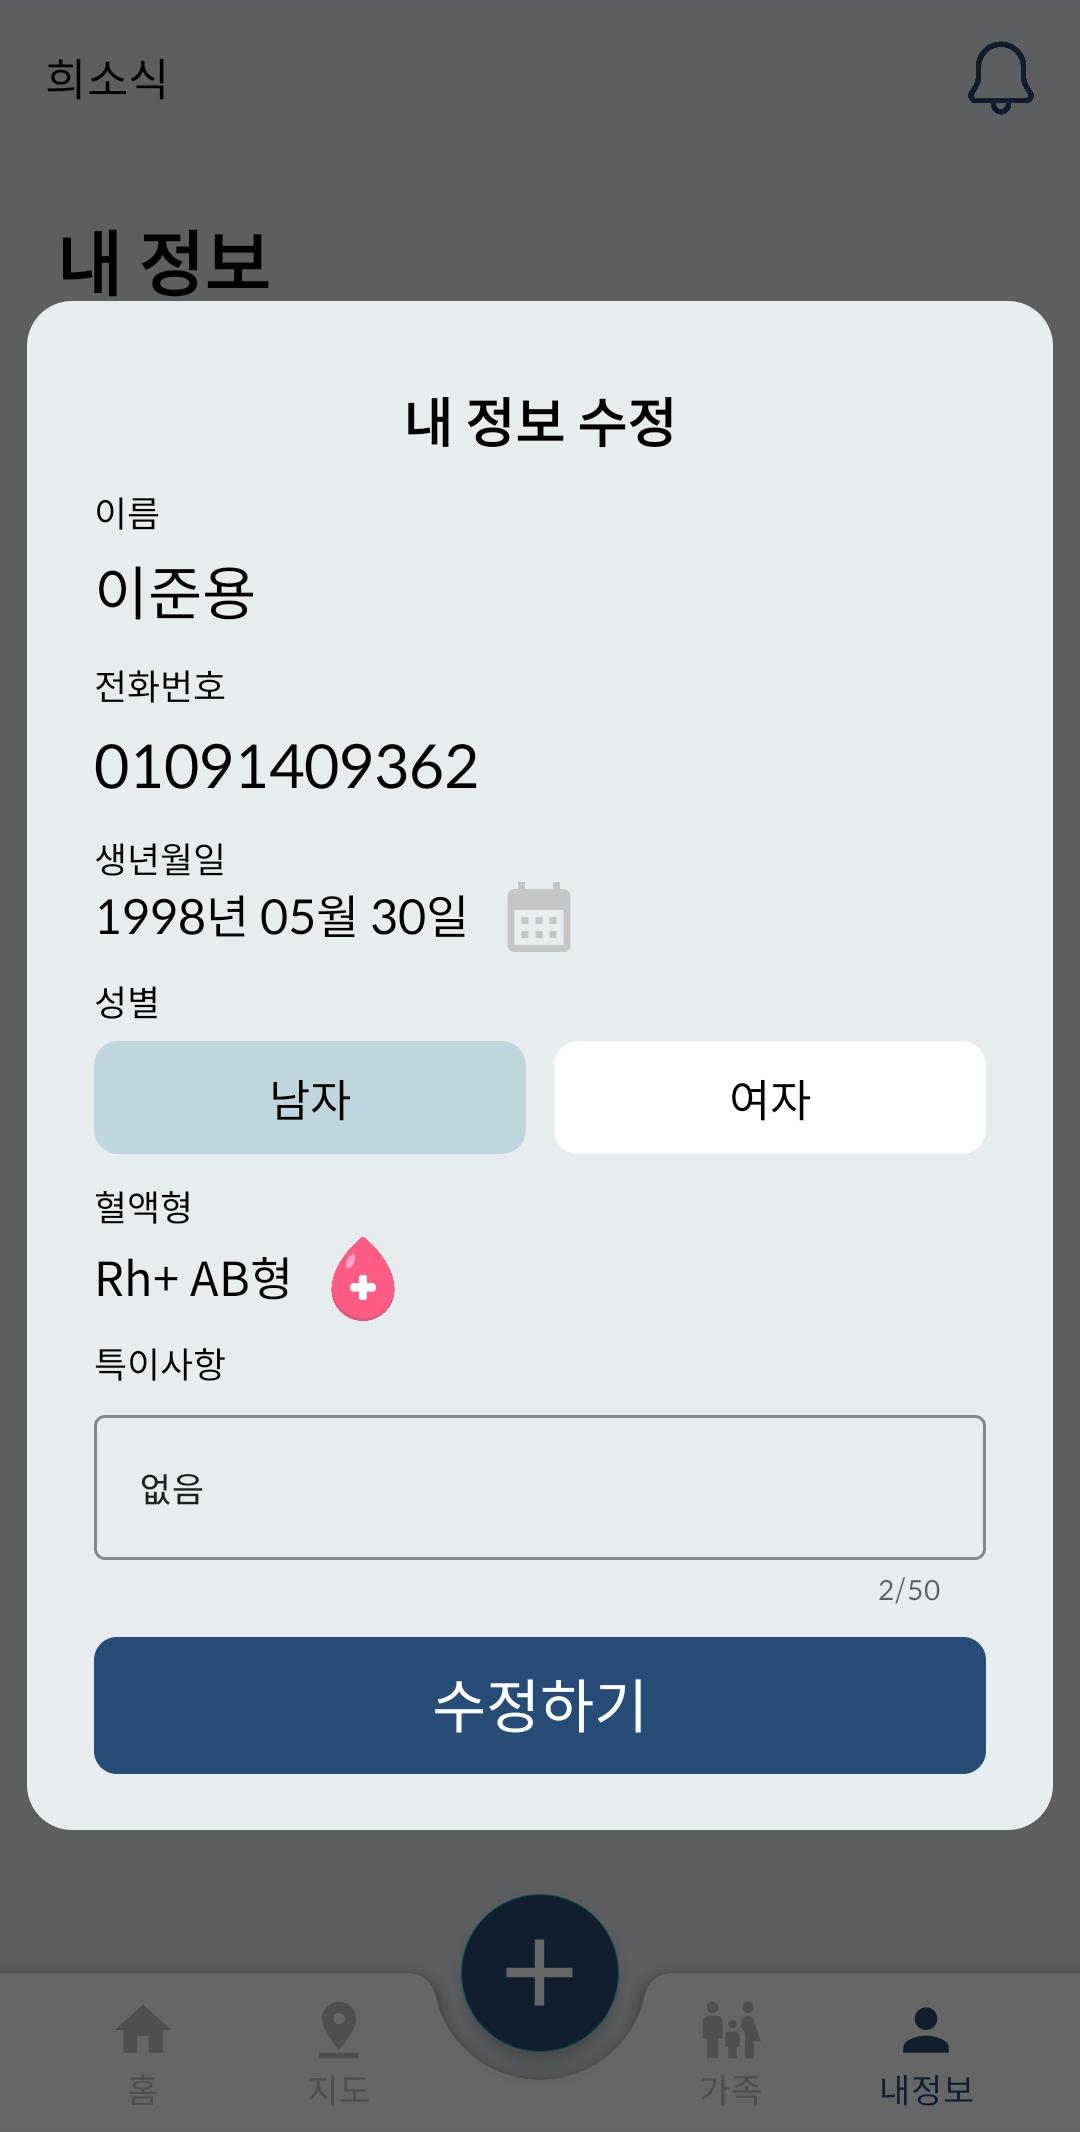 희소식
내 정보
내 정보 수정
이름
이준용
전화번호
01091409362
생년월일
1998년 05월 30일
성별
남자 여자
혈액형
Rh+ AB형
특이사항
없음
2/50
수정하기
홈 지도 가족 내정보